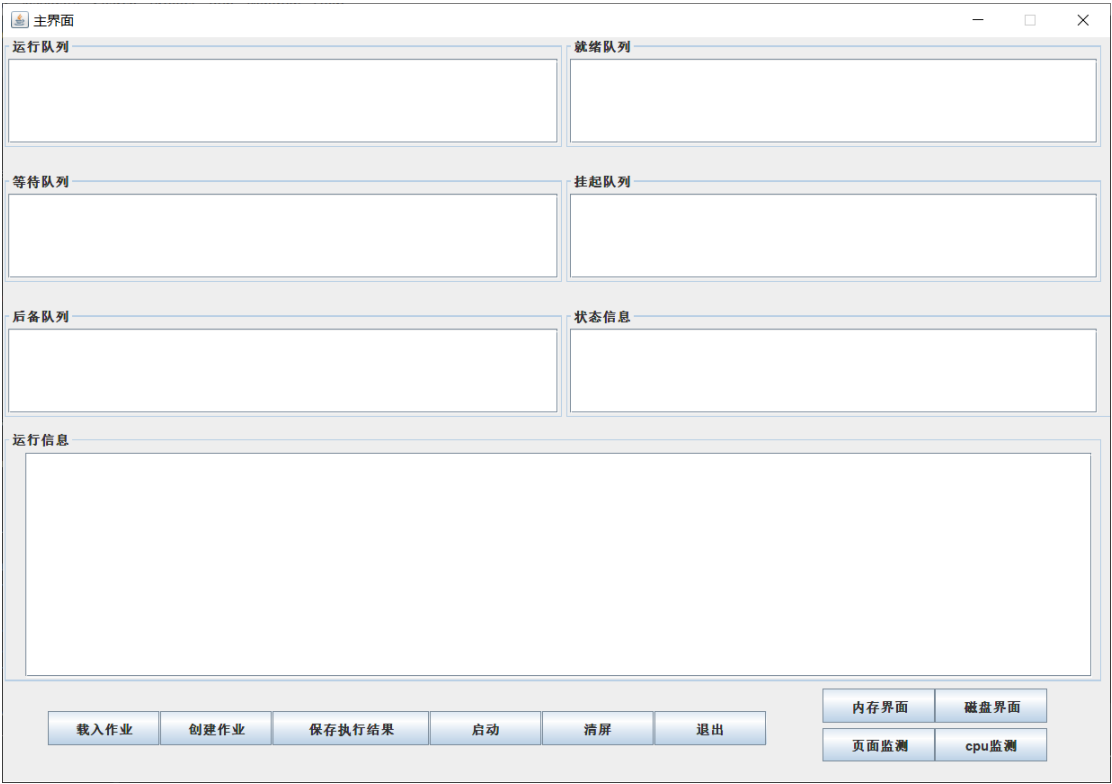 主界面
运行队列
就绪队列
等待队列
挂起队列
后备队列
状态信息
运行信息
载入作业
创建作业
保存执行结果
启动
清屏
退出
内存界面
磁盘界面
页面监测
cpu监测